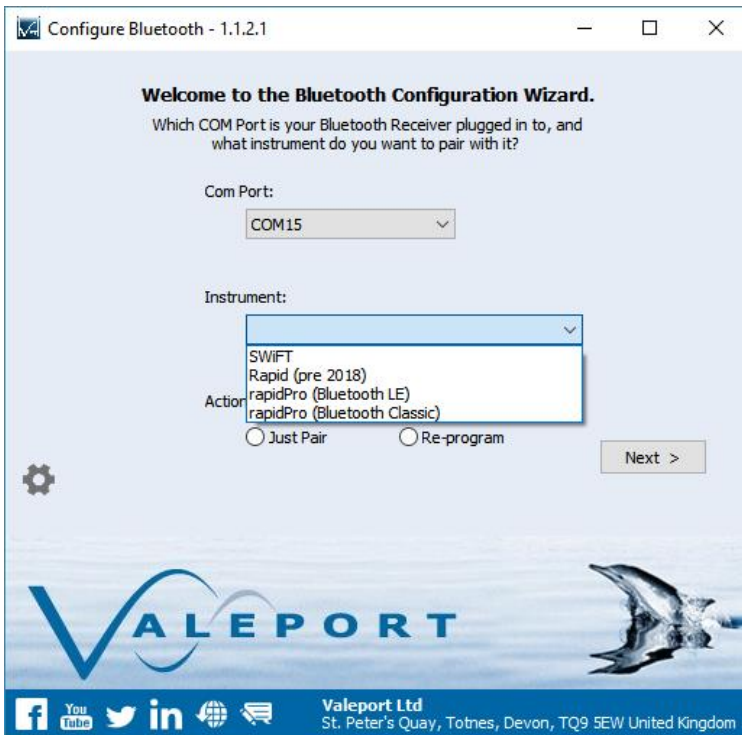 Configure Bluetooth - 1.1.2.1
Welcome to the Bluetooth Configuration Wizard.
Which COM Port is your Bluetooth Receiver plugged in to, and
what instrument do you want to pair with it?
Com Port:
COM15
Instrument:
SWiFT
Rapid (pre 2018)
rapidPro (Bluetooth LE)
Action
rapidPro (Bluetooth Classic)
Just Pair
Re-program
Next >
VALEPORT
You
Tube
in
Valeport Ltd
St. Peter's Quay, Totnes, Devon, TQ9 5EW United Kingdom